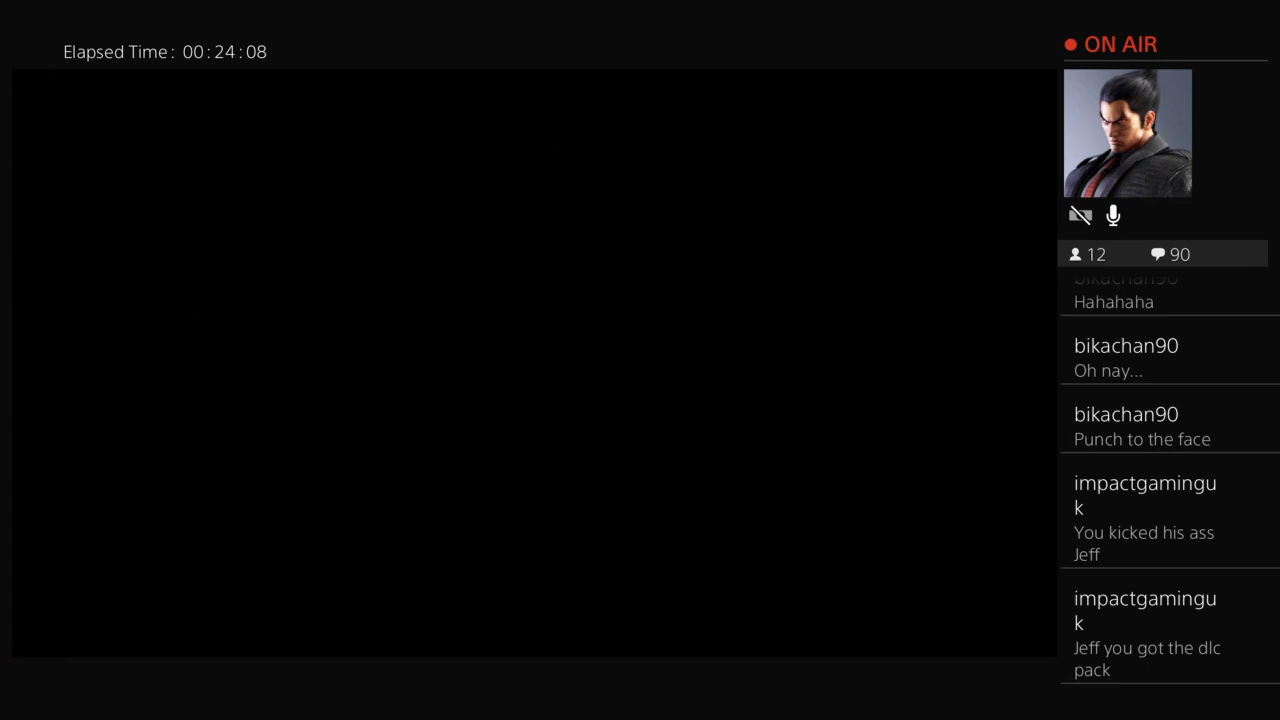 Elapsed Time: 00:24:08
ON AIR
12 90
bikachan90
Hahahaha
bikachan90
Oh nay...
bikachan90
Punch to the face
impactgamingu
k
You kicked his ass
Jeff
impactgamingu
k
Jeff you got the dlc
pack